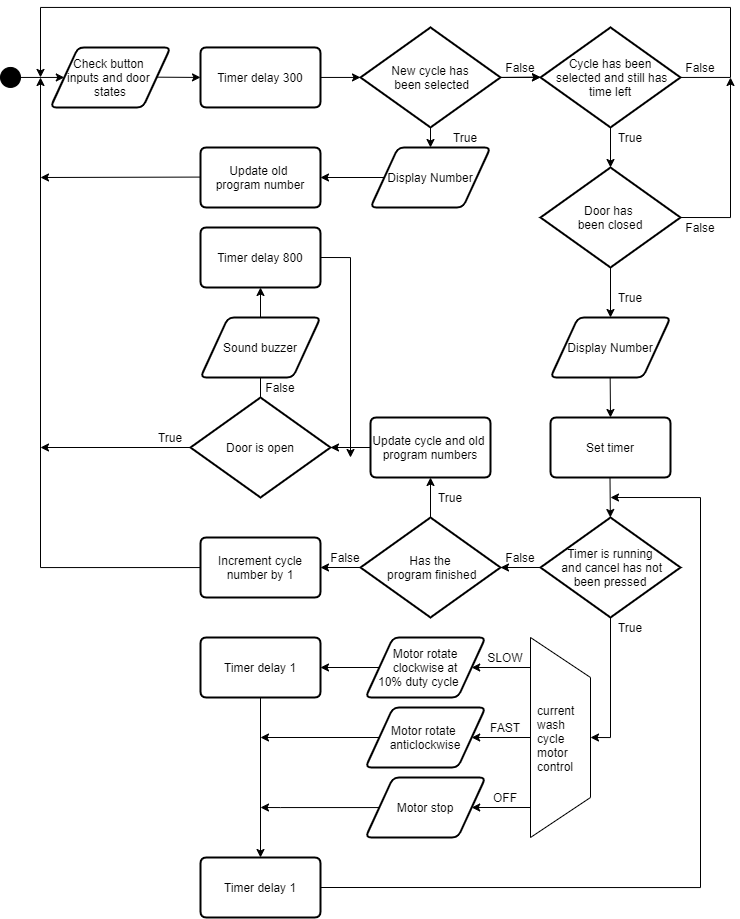 Check button
inputs and door
states
Timer delay 300
New cycle has
been selected
False
Cycle has been
selected and still has
time left
False
True
True
Update old
program number
Display Number
Door has
been closed
False
Timer delay 800
True
Sound buzzer
Display Number
False
True
Door is open
Update cycle and old
program numbers
Set timer
True
Increment cycle
number by 1
False
Has the
program finished
False
Timer is running
and cancel has not
been pressed
True
Timer delay 1
Motor rotate
clockwise at
10% duty cycle
SLOW
current
wash
cycle
motor
control
Motor rotate
anticlockwise
FAST
Motor stop
OFF
Timer delay 1